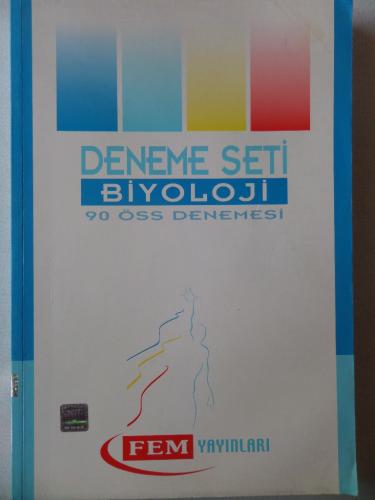 DENEME SETİ
BİYOLOJİ
90 ÖSS DENEMESİ
FEM YAYINLARI